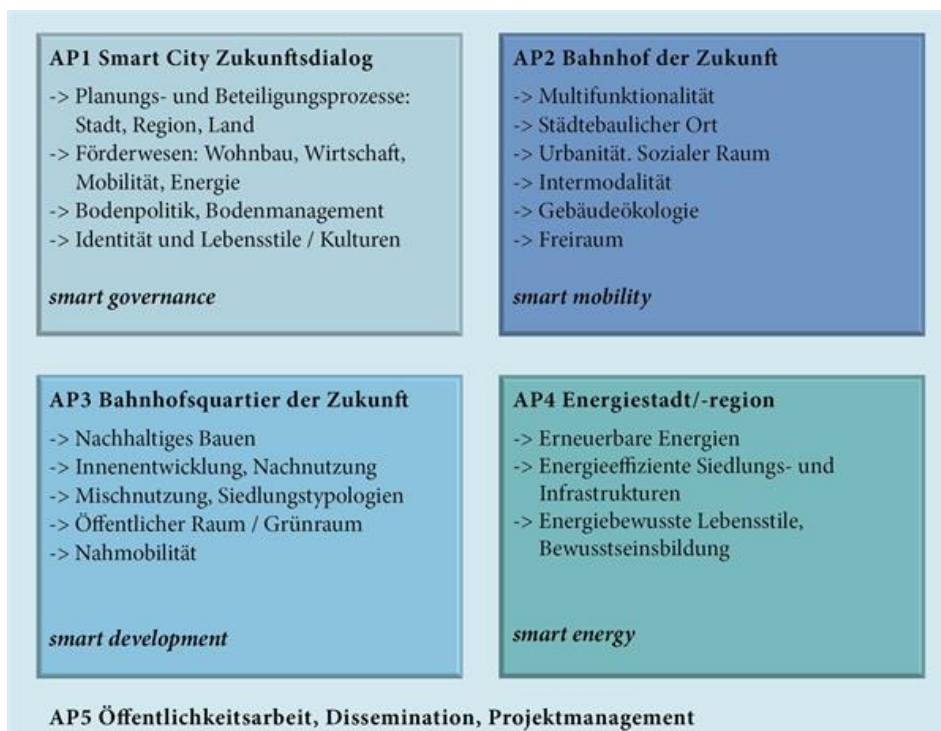 AP1 Smart City Zukunftsdialog
-> Planungs- und Beteiligungsprozesse:
Stadt, Region, Land
-> Förderwesen: Wohnbau, Wirtschaft,
Mobilität, Energie
-> Bodenpolitik, Bodenmanagement
-> Identität und Lebensstile / Kulturen
smart governance
AP2 Bahnhof der Zukunft
-> Multifunktionalität
-> Städtebaulicher Ort
-> Urbanität. Sozialer Raum
-> Intermodalität
-> Gebäudeökologie
-> Freiraum
smart mobility
AP3 Bahnhofsquartier der Zukunft
-> Nachhaltiges Bauen
-> Innenentwicklung, Nachnutzung
-> Mischnutzung, Siedlungstypologien
-> Öffentlicher Raum / Grünraum
-> Nahmobilität
smart development
AP4 Energiestadt/-region
-> Erneuerbare Energien
-> Energieeffiziente Siedlungs- und
Infrastrukturen
-> Energiebewusste Lebensstile,
Bewusstseinsbildung
smart energy
AP5 Öffentlichkeitsarbeit, Dissemination, Projektmanagement